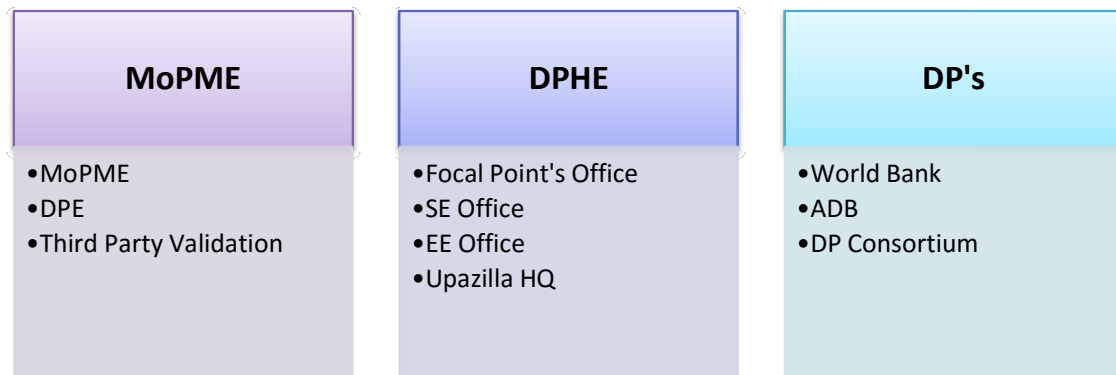 MoPME
•MoPME
•DPE
•Third Party Validation
DPHE
•Focal Point's Office
•SE Office
•EE Office
•Upazilla HQ
DP's
•World Bank
•ADB
•DP Consortium